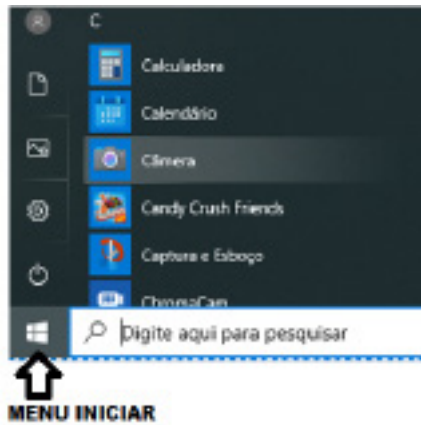 C
Calculadora
Calendário
Câmera
Candy Crush Friends
Captura e Esboço
ChromaCam
Digite aqui para pesquisar
MENU INICIAR